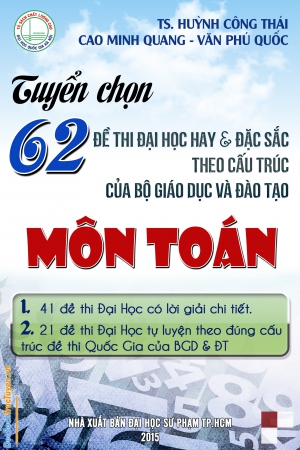 TS. HUỲNH CÔNG THÁI
CAO MINH QUANG - VĂN PHÚ QUỐC
Tuyển chọn
62 ĐỀ THI ĐẠI HỌC HAY & ĐẶC SẮC
THEO CẤU TRÚC
CỦA BỘ GIÁO DỤC VÀ ĐÀO TẠO
MÔN TOÁN
1. 41 đề thi Đại Học có lời giải chi tiết.
2. 21 đề thi Đại Học tự luyện theo đúng cấu
trúc đề thi Quốc Gia của BGD & ĐT
NHÀ XUẤT BẢN ĐẠI HỌC SƯ PHẠM TP.HCM
2015